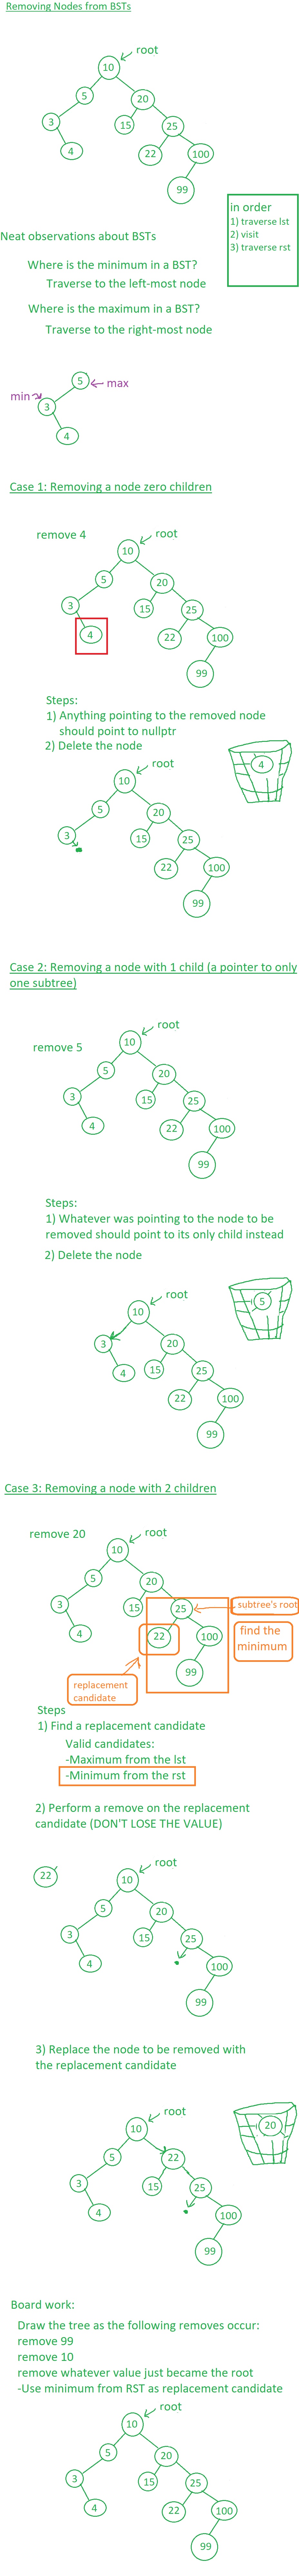 Removing Nodes from BSTs
root
10
5
20
3
15
25
4
22
100
99
in order
1) traverse lst
2) visit
3) traverse rst
Neat observations about BSTs
Where is the minimum in a BST?
Traverse to the left-most node
Where is the maximum in a BST?
Traverse to the right-most node
5
max
min
3
4
Case 1: Removing a node zero children
remove 4
root
10
5
20
3
15
25
4
22
100
99
Steps:
1) Anything pointing to the removed node
should point to nullptr
2) Delete the node
root
4
10
5
20
3
15
25
22
100
99
Case 2: Removing a node with 1 child (a pointer to only
one subtree)
root
remove 5
10
5
20
3
15
25
4
22
100
99
Steps:
1) Whatever was pointing to the node to be
removed should point to its only child instead
2) Delete the node
root
5
10
3
20
4
15
25
22
100
99
Case 3: Removing a node with 2 children
remove 20
root
10
5
20
3
15
25
subtree's root
4
22
100
find the
minimum
99
replacement
candidate
Steps
1) Find a replacement candidate
Valid candidates:
-Maximum from the lst
-Minimum from the rst
2) Perform a remove on the replacement
candidate (DON'T LOSE THE VALUE)
root
22
10
5
20
3
15
25
4
100
99
3) Replace the node to be removed with
the replacement candidate
root
20
10
5
22
3
15
25
4
100
99
Board work:
Draw the tree as the following removes occur:
remove 99
remove 10
remove whatever value just became the root
-Use minimum from RST as replacement candidate
root
10
5
20
3
15
25
4
22
100
99